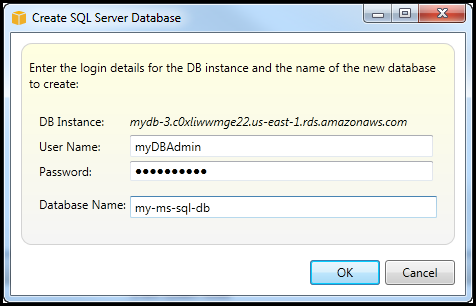 Create SQL Server Database
Enter the login details for the DB instance and the name of the new database
to create:
DB Instance: mydb-3.c0xliwwmge22.us-east-1.rds.amazonaws.com
User Name: myDBAdmin
Password: ●●●●●●●●●●
Database Name: my-ms-sql-db
OK Cancel